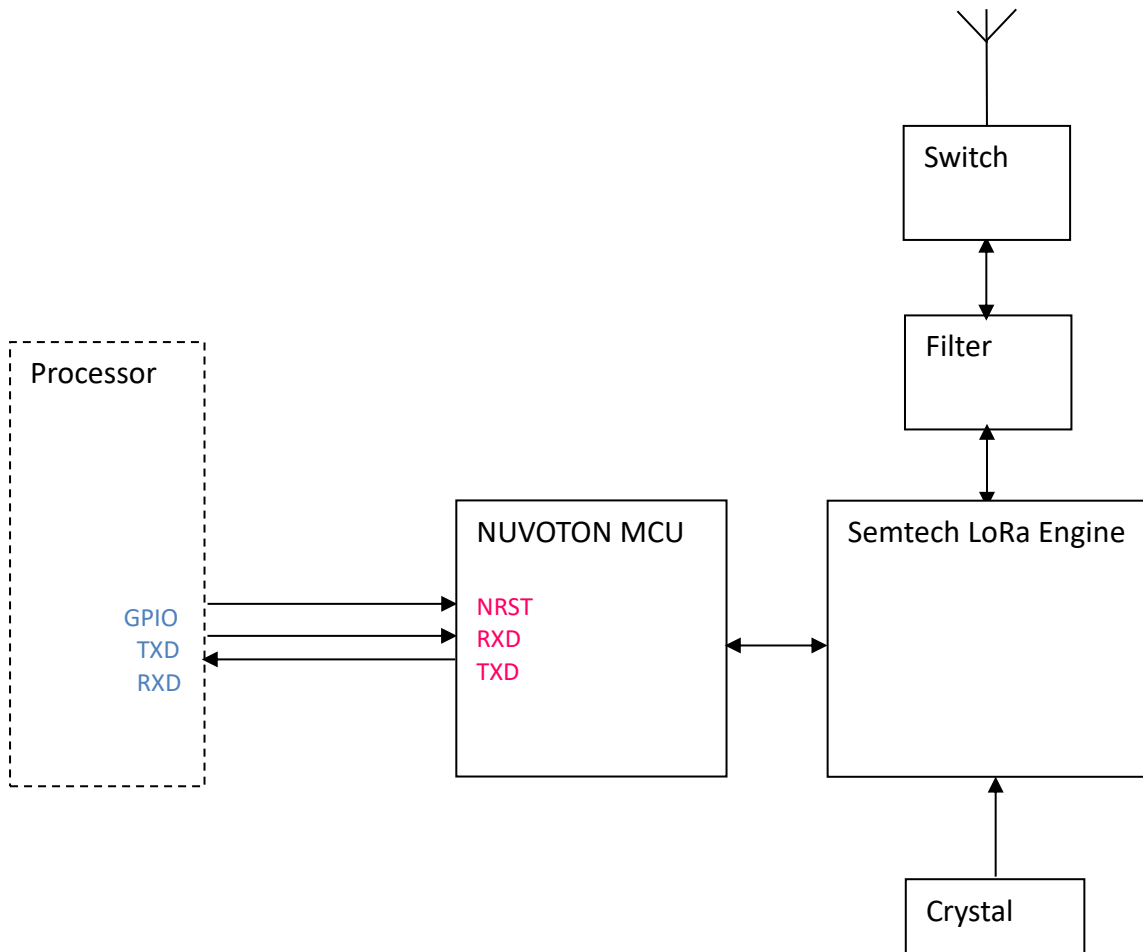 Switch
Filter
Processor
GPIO
TXD
RXD
NUVOTON MCU
NRST
RXD
TXD
Semtech LoRa Engine
Crystal